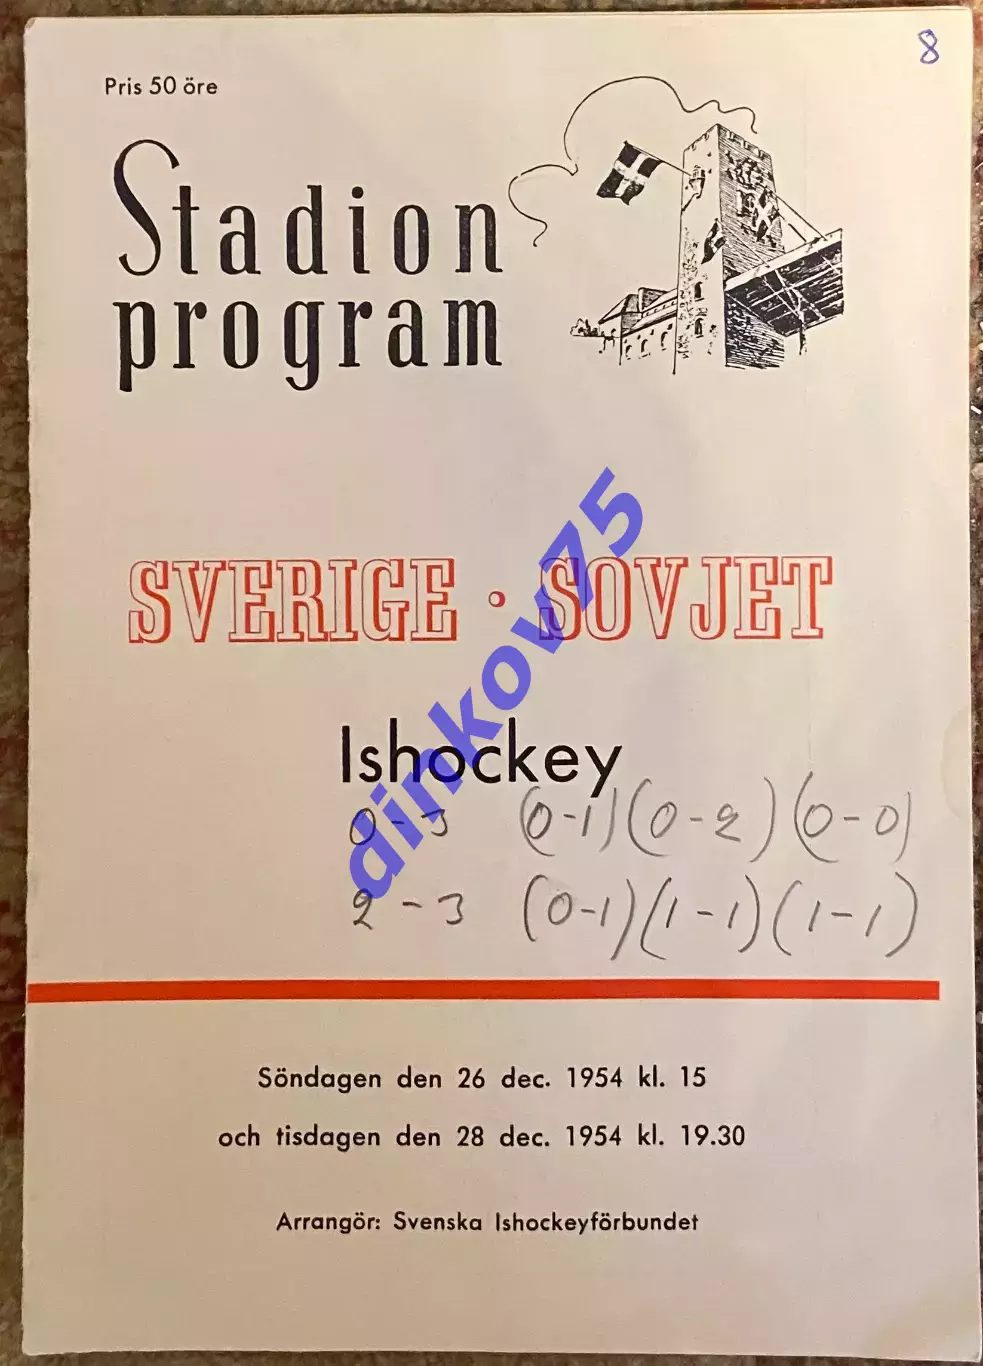 8
Pris 50 öre
Stadion
program
SVERIGE · SOVJET
Ishockey
0-3 (0-1)(0-2)(0-0)
2-3 (0-1)(1-1)(1-1)
Söndagen den 26 dec. 1954 kl. 15
och tisdagen den 28 dec. 1954 kl. 19.30
Arrangör: Svenska Ishockeyförbundet
dinkov75